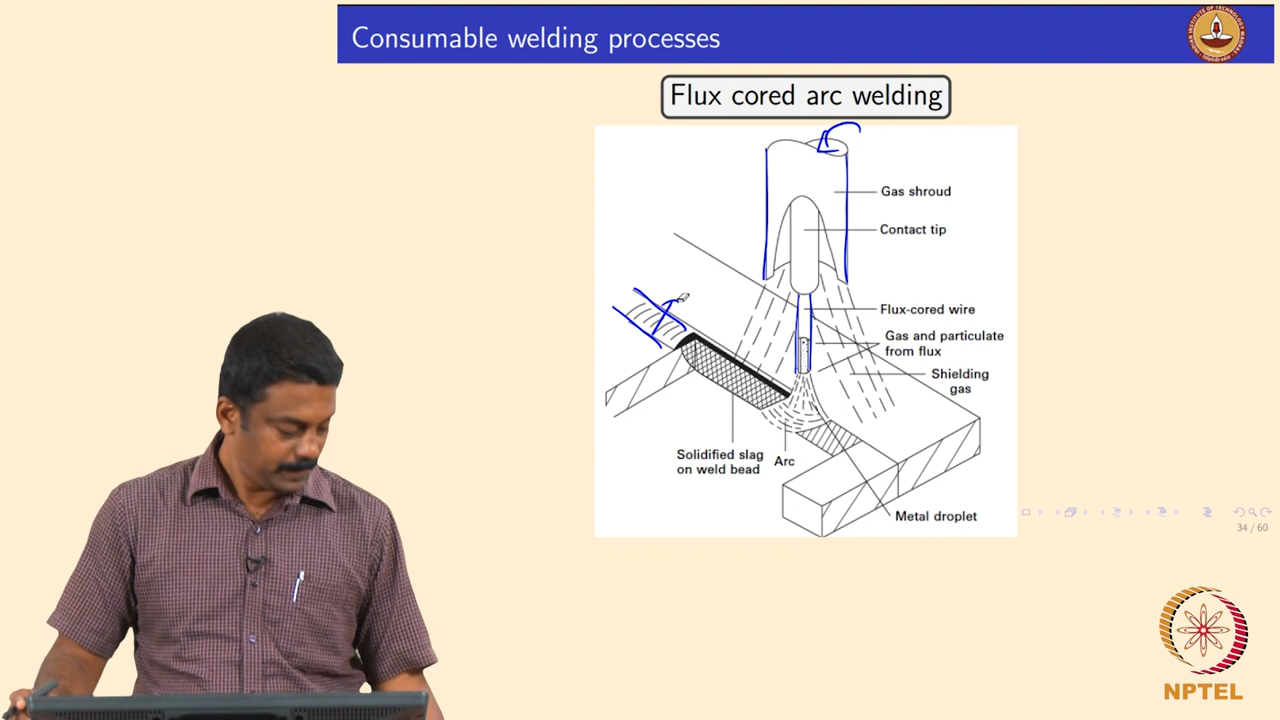 Consumable welding processes
Flux cored arc welding
Gas shroud
Contact tip
Flux-cored wire
Gas and particulate
from flux
Shielding
gas
Solidified slag
on weld bead
Arc
Metal droplet
34 / 60
NPTEL